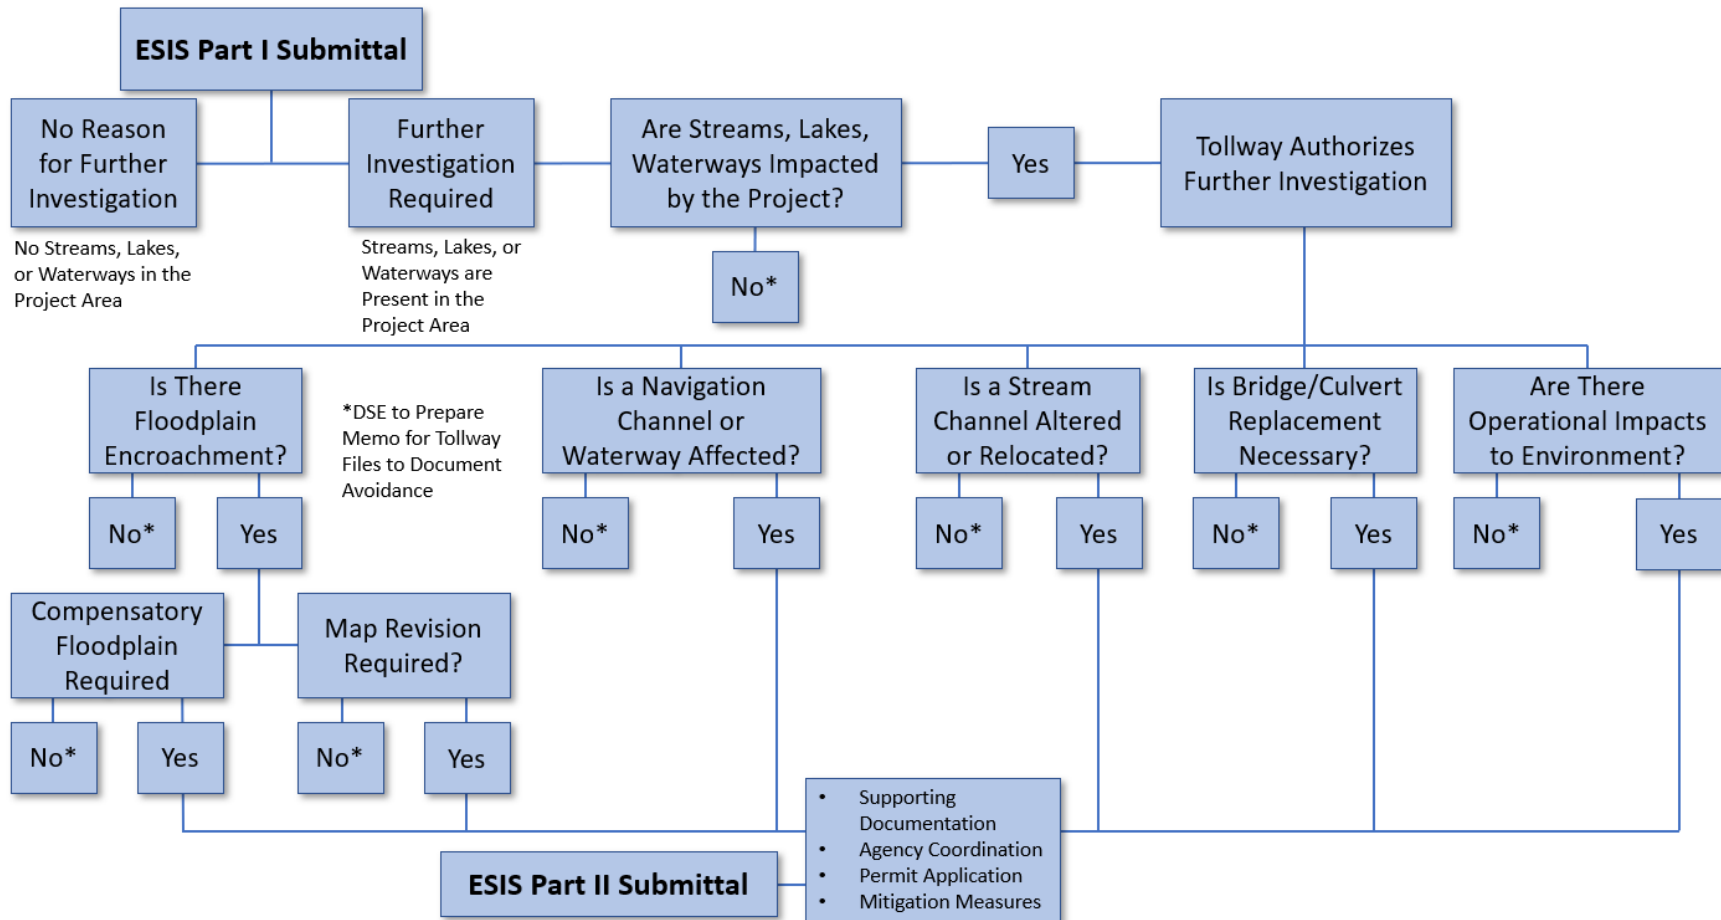 ESIS Part I Submittal
No Reason
for Further
Investigation
Further
Investigation
Required
Are Streams, Lakes,
Waterways Impacted
by the Project?
Yes
Tollway Authorizes
Further Investigation
No Streams, Lakes,
or Waterways in the
Project Area
Streams, Lakes, or
Waterways are
Present in the
Project Area
No*
Is There
Floodplain
Encroachment?
*DSE to Prepare
Memo for Tollway
Files to Document
Avoidance
Is a Navigation
Channel or
Waterway Affected?
Is a Stream
Channel Altered
or Relocated?
Is Bridge/Culvert
Replacement
Necessary?
Are There
Operational Impacts
to Environment?
No*
Yes
No*
Yes
No*
Yes
No*
Yes
No*
Yes
Compensatory
Floodplain
Required
Map Revision
Required?
No*
Yes
No*
Yes
• Supporting
Documentation
• Agency Coordination
• Permit Application
• Mitigation Measures
ESIS Part II Submittal